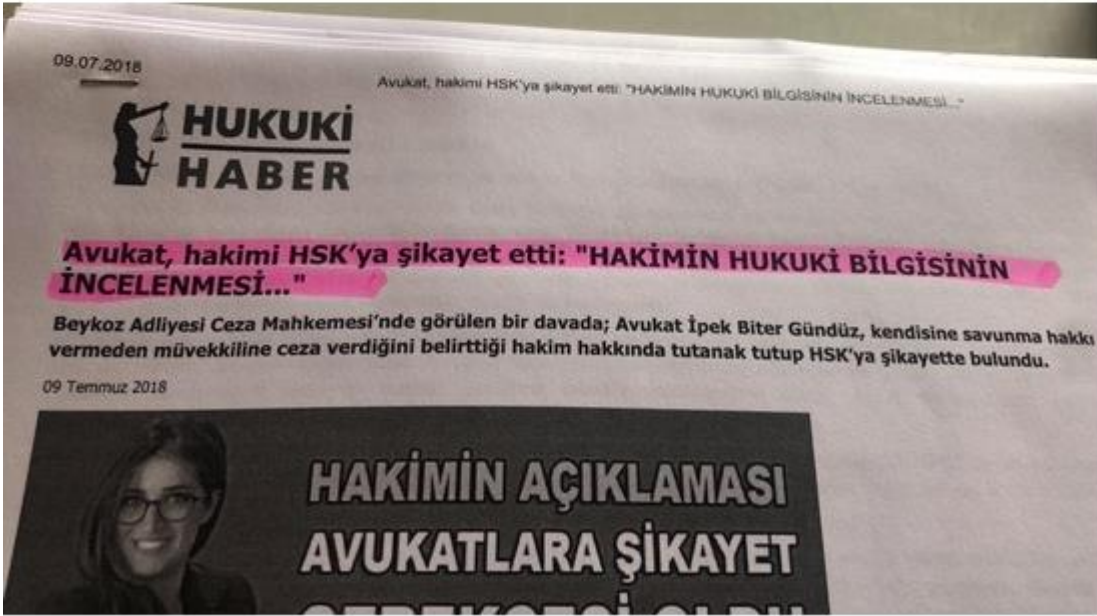 09.07.2018
Avukat, hakimi HSK'ya şikayet etti: "HAKİMİN HUKUKİ BİLGİSİNİN İNCELENMESİ..."
HUKUKİ
HABER
Avukat, hakimi HSK'ya şikayet etti: "HAKİMİN HUKUKİ BİLGİSİNİN
İNCELENMESİ..."
Beykoz Adliyesi Ceza Mahkemesi'nde görülen bir davada; Avukat İpek Biter Gündüz, kendisine savunma hakkı
vermeden müvekkiline ceza verdiğini belirttiği hakim hakkında tutanak tutup HSK'ya şikayette bulundu.
09 Temmuz 2018
HAKİMİN AÇIKLAMASI
AVUKATLARA ŞİKAYET